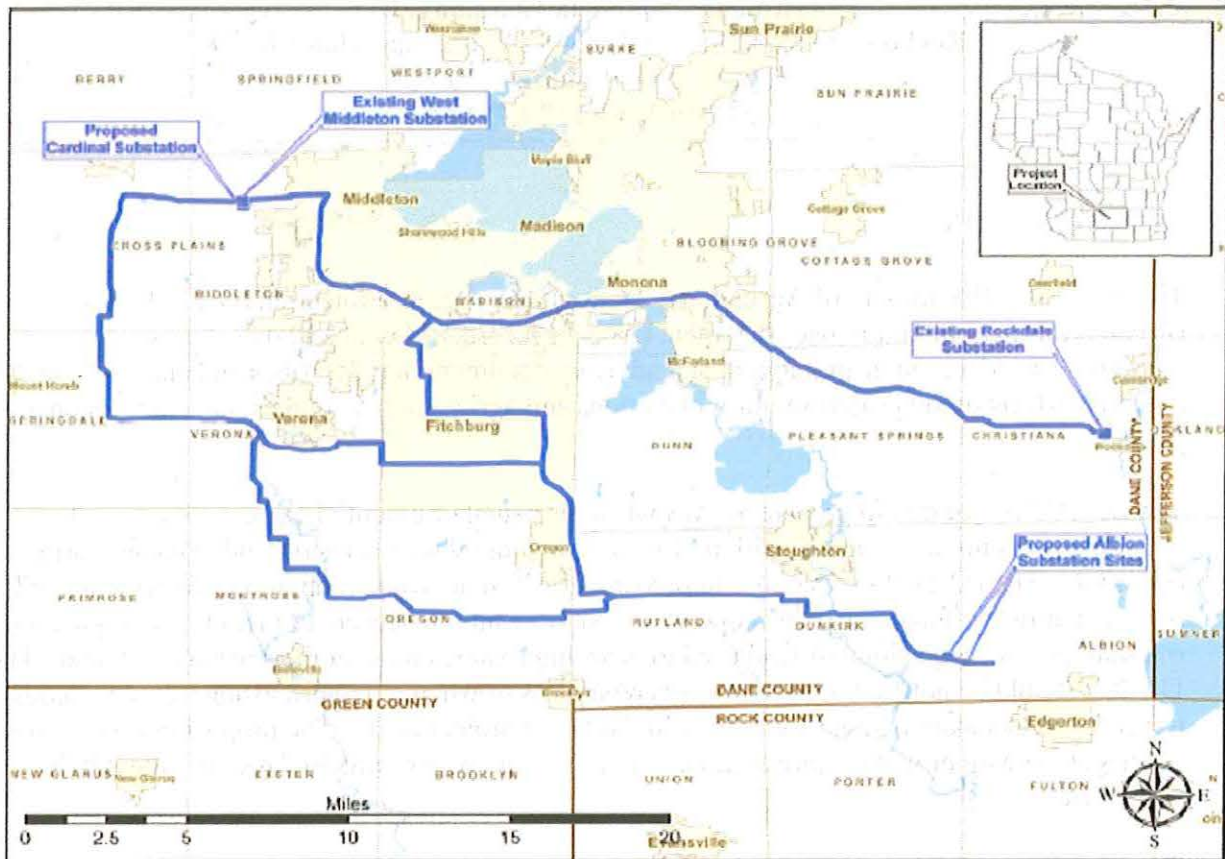 Sun Prairie
BURKE
WESTPORT
BERRY
SPRINGFIELD
SUN PRAIRIE
Existing West
Middleton Substation
Proposed
Cardinal Substation
Maple Bluff
Project
Location
Middleton
Cottage Grove
Shorewood Hills
Madison
CROSS PLAINS
BLOOMING GROVE
COTTAGE GROVE
Monona
Deerfield
MIDDLETON
MADISON
Existing Rockdale
Substation
McFarland
Mount Horeb
Cambridge
SPRINGDALE
Verona
VERONA
Fitchburg
DUNN
PLEASANT SPRINGS
CHRISTIANA
DANE COUNTY
JEFFERSON COUNTY
Oregon
Stoughton
Proposed Albion
Substation Sites
PRIMROSE
MONTROSE
OREGON
RUTLAND
DUNKIRK
ALBION
SUMNER
Belleville
Brooklyn
DANE COUNTY
GREEN COUNTY
ROCK COUNTY
Edgerton
NEW GLARUS
New Glarus
EXETER
BROOKLYN
UNION
PORTER
FULTON
N
W
E
S
Miles
0 2.5 5 10 15 20
Evansville